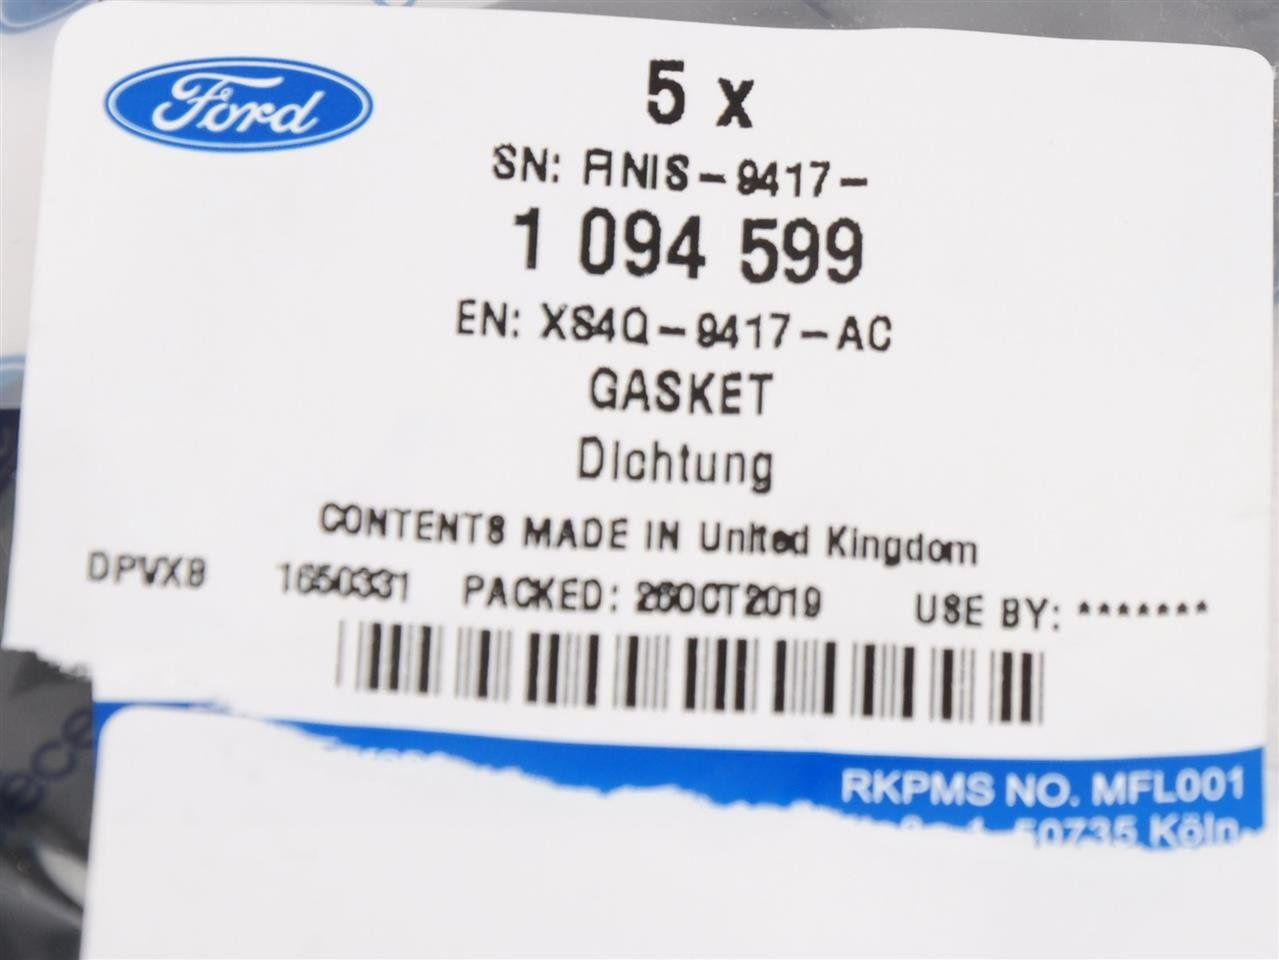 Ford
5 x
SN: FINIS-9417-
1 094 599
EN: XS4Q-9417-AC
GASKET
Dichtung
CONTENTS MADE IN United Kingdom
DPVXB 1650331 PACKED: 26OCT2019 USE BY: *******
RKPMS NO. MFL001
50735 Köln